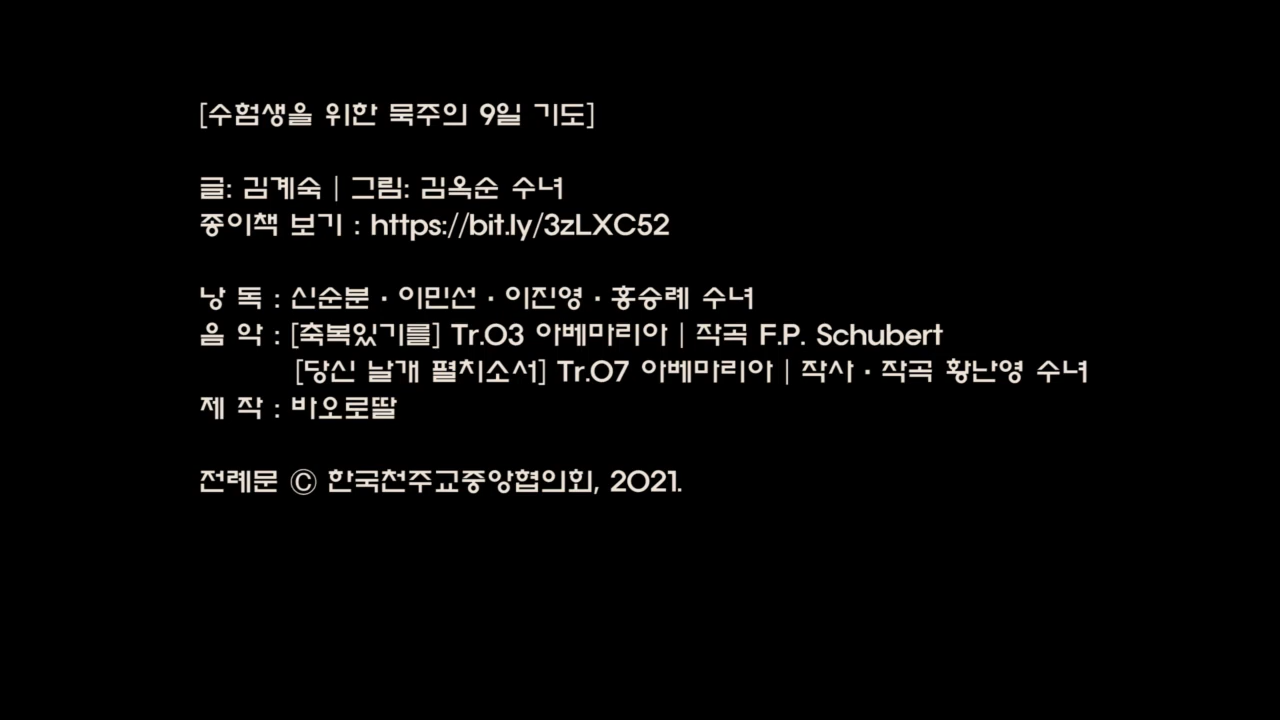 [수험생을 위한 묵주의 9일 기도]
글: 김계숙 | 그림: 김옥순 수녀
종이책 보기 : https://bit.ly/3zLXC52
낭 독 : 신순분 · 이민선 · 이진영 · 홍승례 수녀
음 악 : [축복있기를] Tr.03 아베마리아 | 작곡 F.P. Schubert
[당신 날개 펼치소서] Tr.07 아베마리아 | 작사 · 작곡 황난영 수녀
제 작 : 바오로딸
전례문 © 한국천주교중앙협의회, 2021.